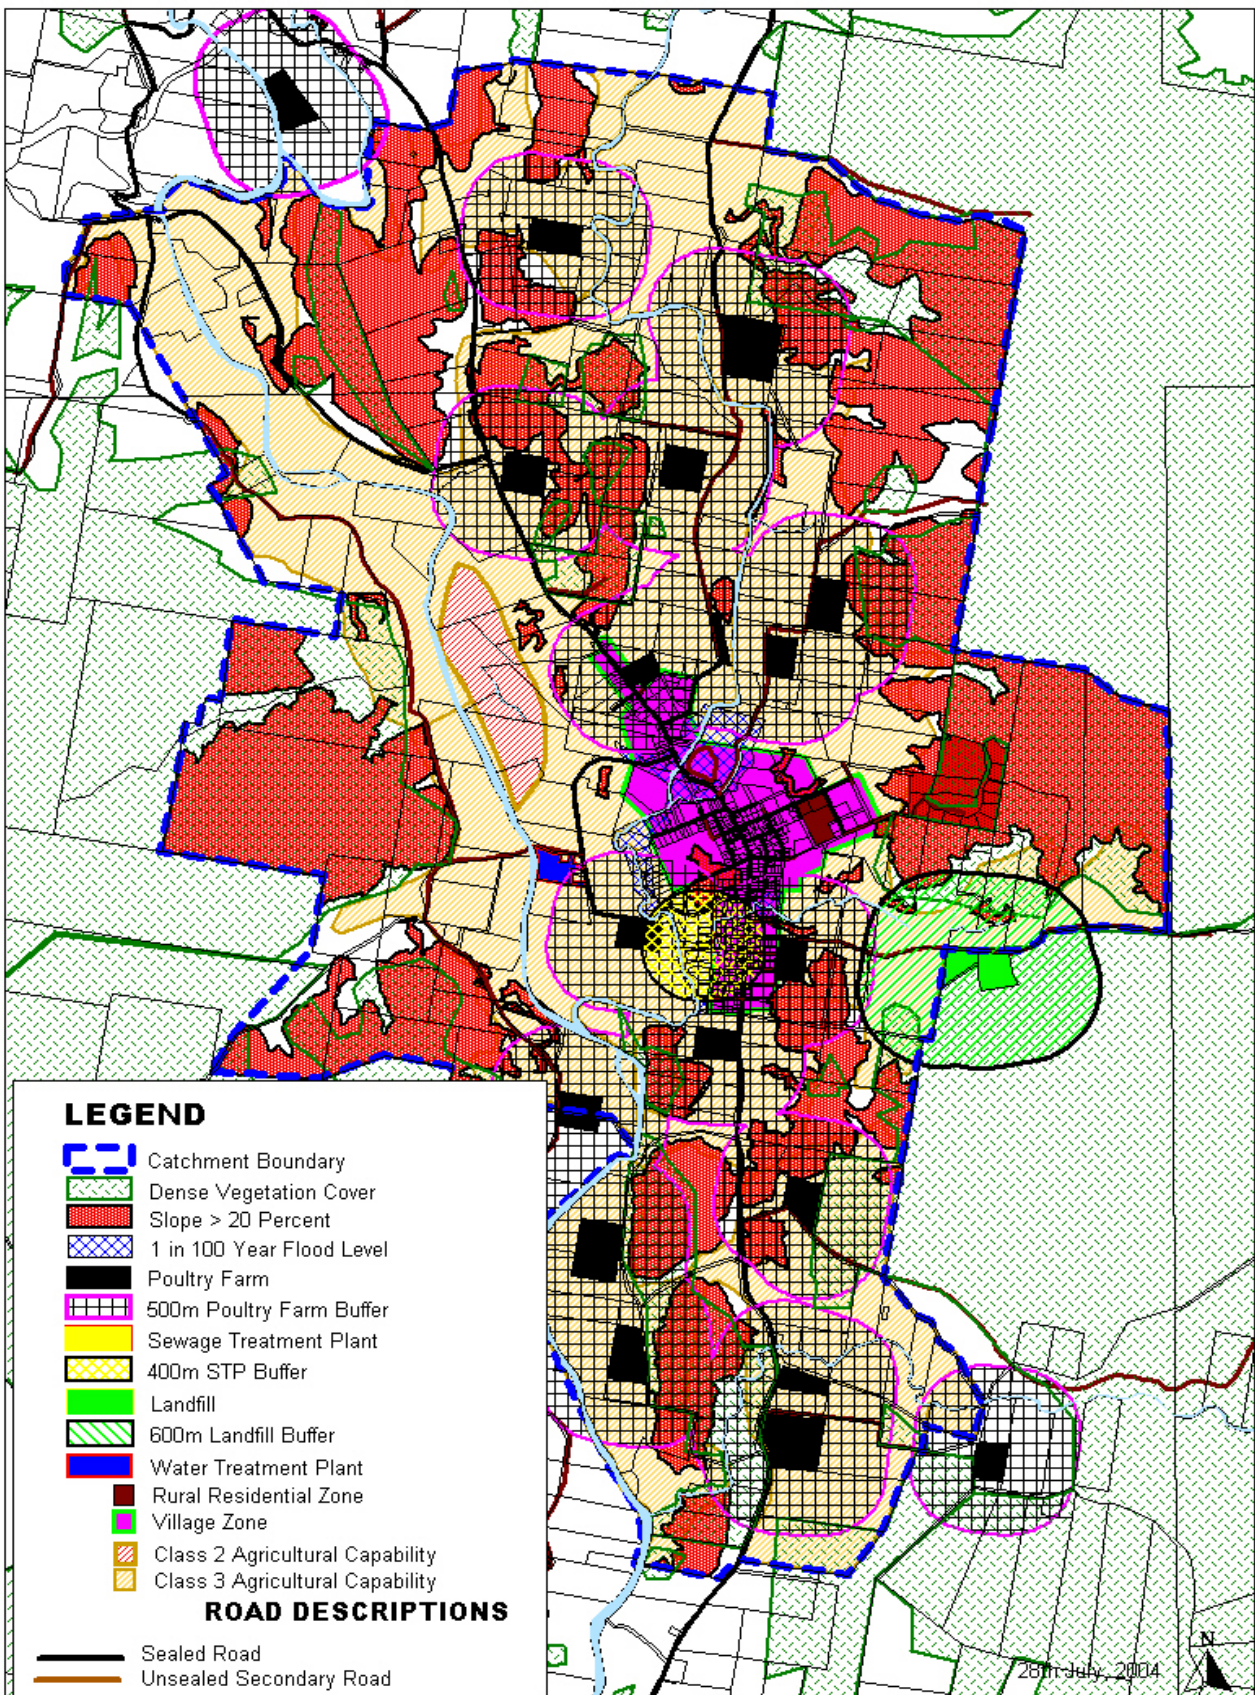 LEGEND
Catchment Boundary
Dense Vegetation Cover
Slope > 20 Percent
1 in 100 Year Flood Level
Poultry Farm
500m Poultry Farm Buffer
Sewage Treatment Plant
400m STP Buffer
Landfill
600m Landfill Buffer
Water Treatment Plant
Rural Residential Zone
Village Zone
Class 2 Agricultural Capability
Class 3 Agricultural Capability
ROAD DESCRIPTIONS
Sealed Road
Unsealed Secondary Road
28th July, 2004
N